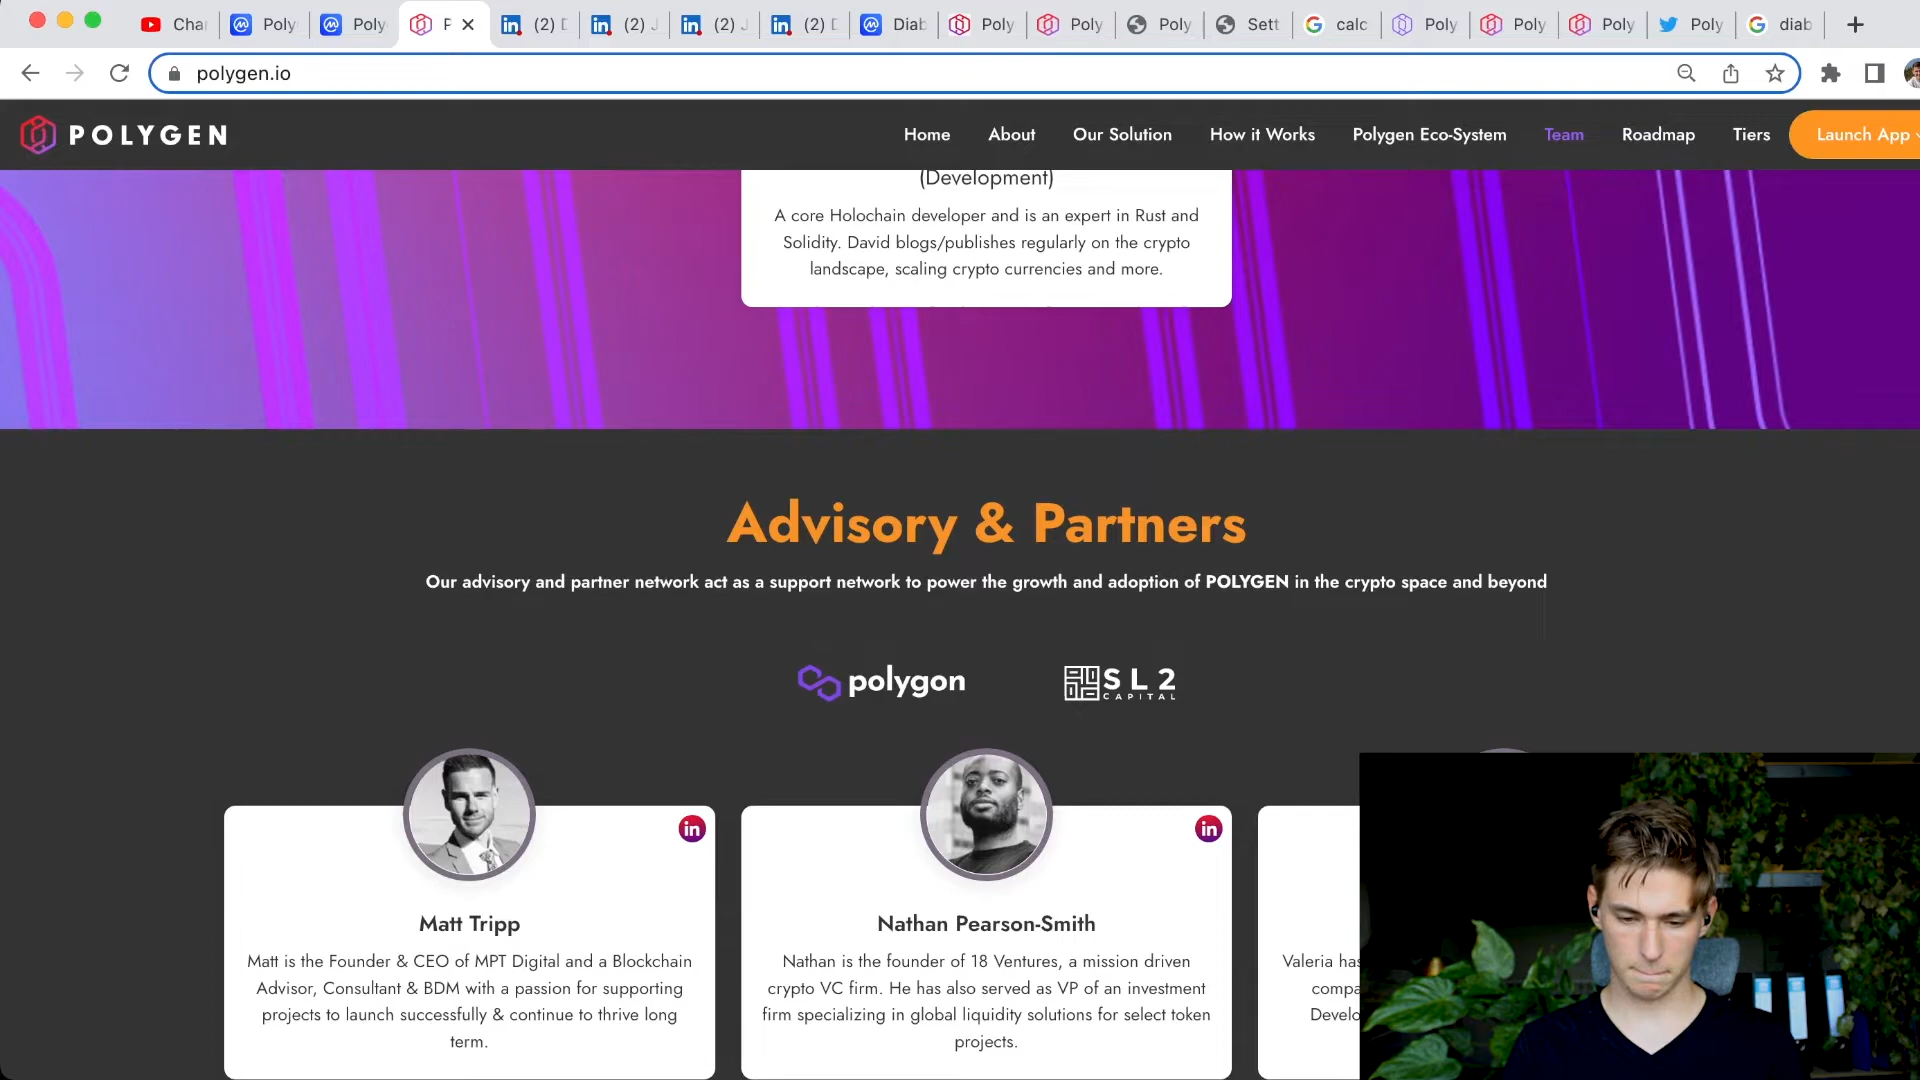 Cha
Poly
Poly
P
(2) D
(2) J
(2) J
(2) D
Diab
Poly
Poly
Poly
Sett
calc
Poly
Poly
Poly
Poly
diab
polygen.io
POLYGEN
Home
About
Our Solution
How it Works
Polygen Eco-System
Team
Roadmap
Tiers
Launch App
(Development)
A core Holochain developer and is an expert in Rust and
Solidity. David blogs/publishes regularly on the crypto
landscape, scaling crypto currencies and more.
Advisory & Partners
Our advisory and partner network act as a support network to power the growth and adoption of POLYGEN in the crypto space and beyond
polygon
SL2
CAPITAL
in
Matt Tripp
Matt is the Founder & CEO of MPT Digital and a Blockchain
Advisor, Consultant & BDM with a passion for supporting
projects to launch successfully & continue to thrive long
term.
in
Nathan Pearson-Smith
Nathan is the founder of 18 Ventures, a mission driven
crypto VC firm. He has also served as VP of an investment
firm specializing in global liquidity solutions for select token
projects.
Valeria has
compa
Develo